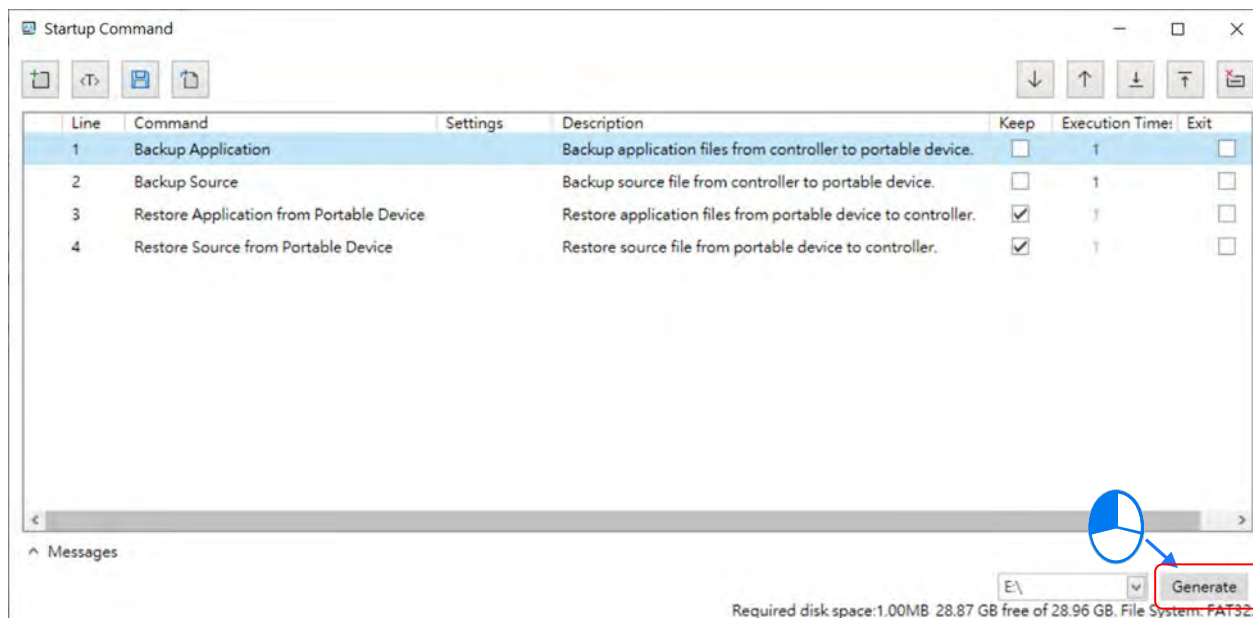 Startup Command
<T>
Line Command Settings Description Keep Execution Time: Exit
1 Backup Application Backup application files from controller to portable device. 1
2 Backup Source Backup source file from controller to portable device. 1
3 Restore Application from Portable Device Restore application files from portable device to controller. 1
4 Restore Source from Portable Device Restore source file from portable device to controller. 1
Messages
E:\ Generate
Required disk space:1.00MB 28.87 GB free of 28.96 GB. File System: FAT32